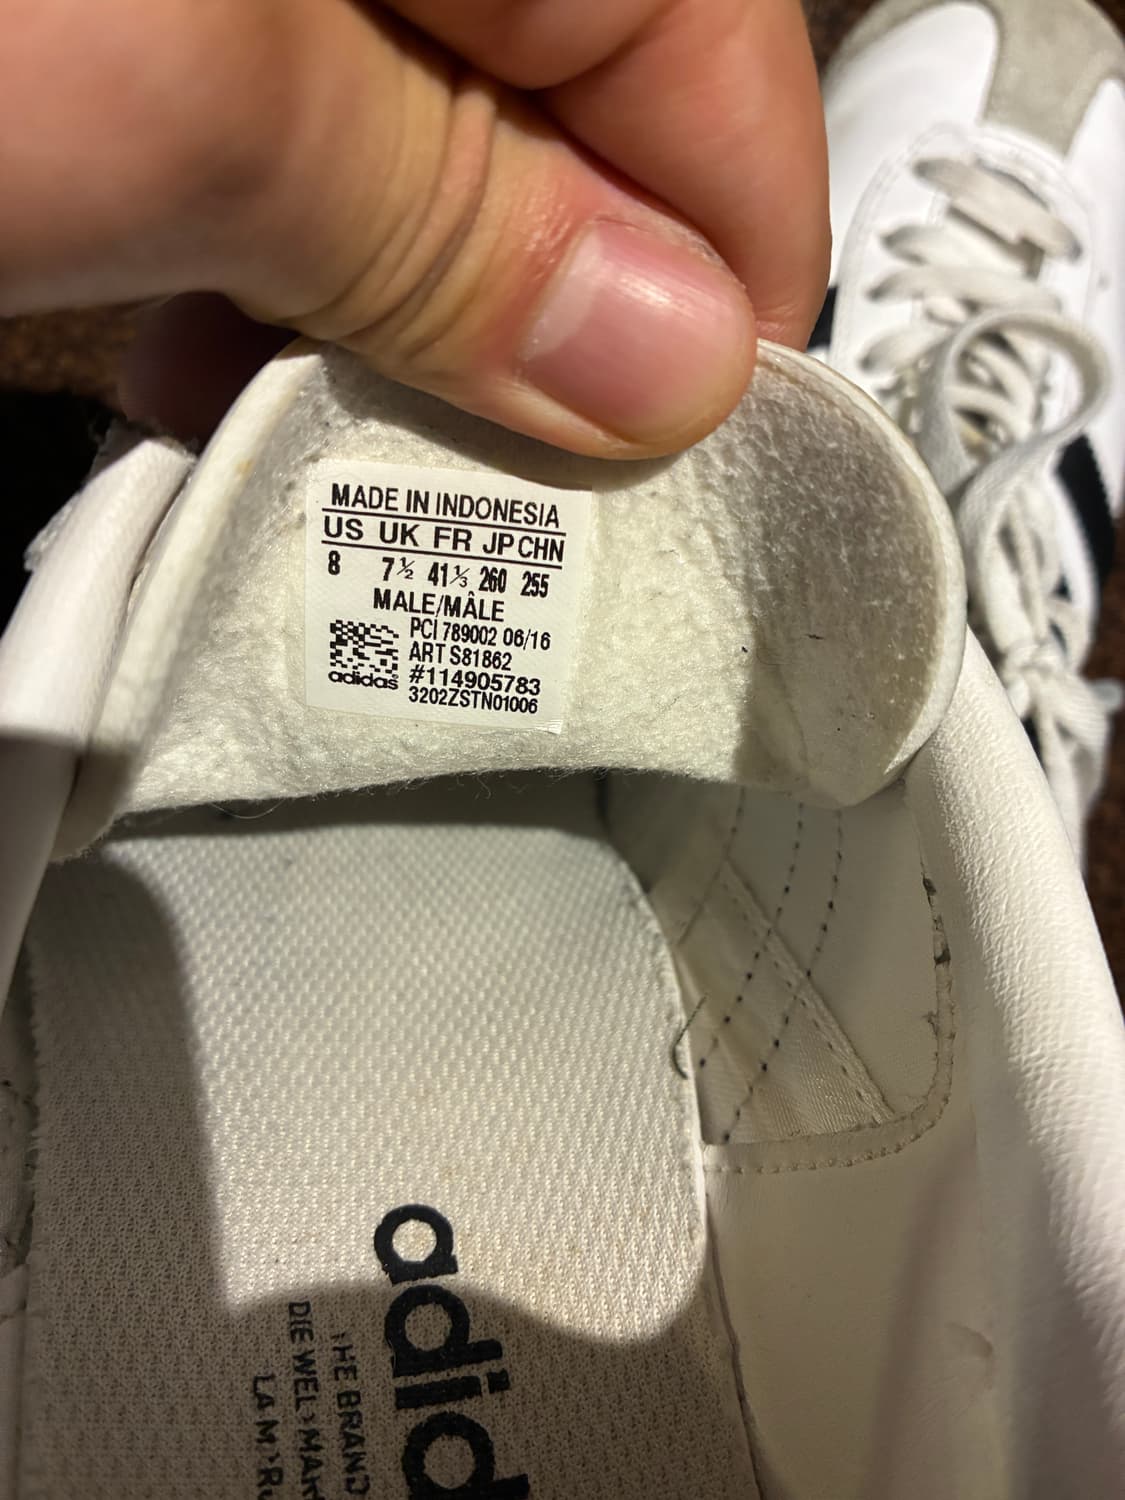 MADE IN INDONESIA
US UK FR JP CHN
8 7½ 41⅓ 260 255
MALE/MÂLE
PCI 789002 06/16
ART S81862
#114905783
adidas
3202ZSTN01006
adid
THE BRAND
DIE WEL
LA M